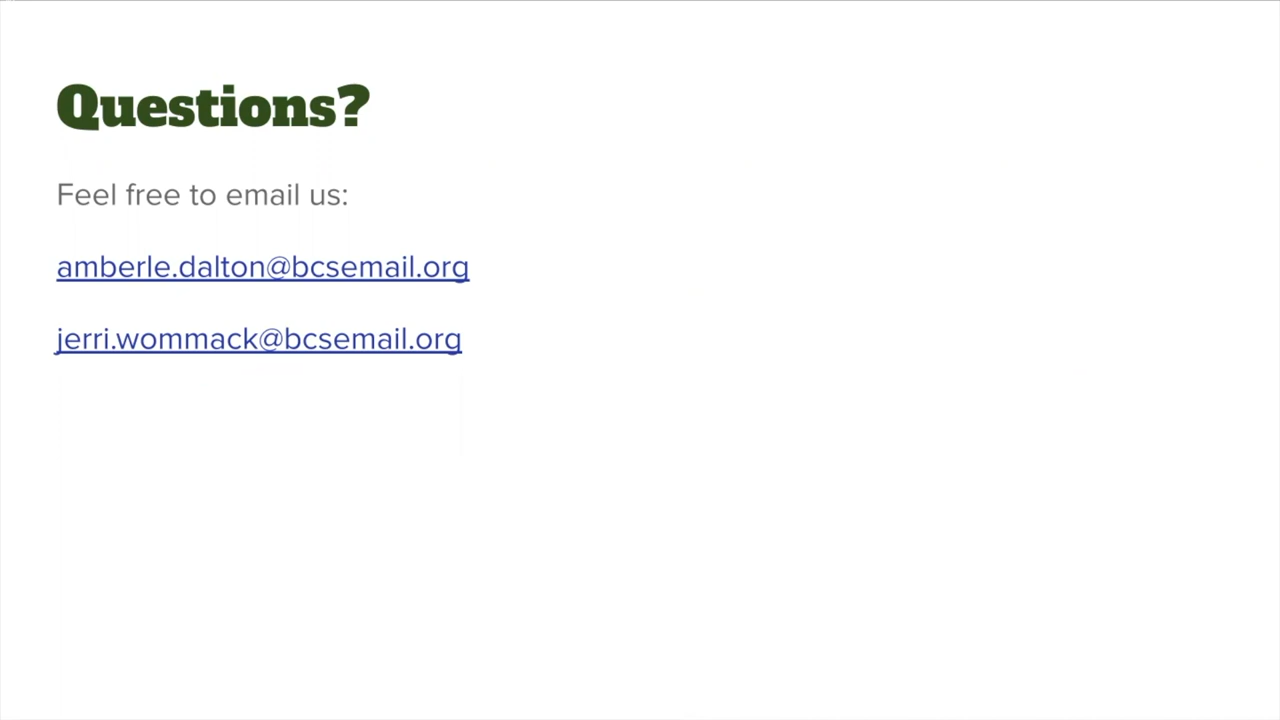 Questions?
Feel free to email us:
amberle.dalton@bcsemail.org
jerri.wommack@bcsemail.org